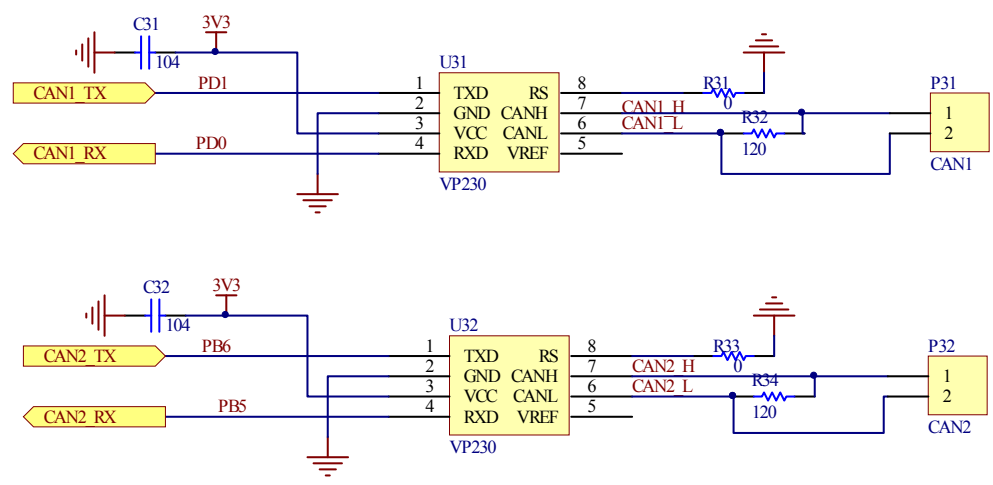 C31
104
3V3
CAN1_TX
PD1
CAN1_RX
PD0
U31
1 TXD RS 8
2 GND CANH 7
3 VCC CANL 6
4 RXD VREF 5
VP230
CAN1_H
CAN1_L
R31
0
R32
120
P31
1
2
CAN1
C32
104
3V3
CAN2_TX
PB6
CAN2_RX
PB5
U32
1 TXD RS 8
2 GND CANH 7
3 VCC CANL 6
4 RXD VREF 5
VP230
CAN2_H
CAN2_L
R33
0
R34
120
P32
1
2
CAN2